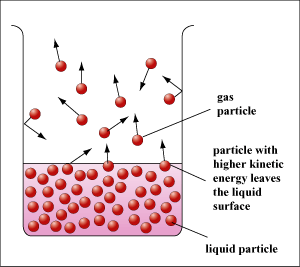 gas
particle
particle with
higher kinetic
energy leaves
the liquid
surface
liquid particle